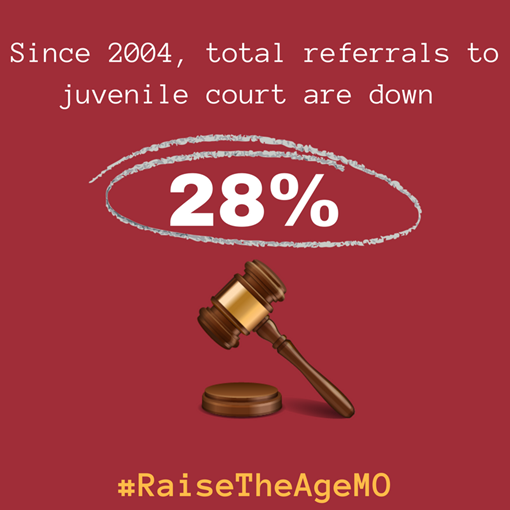 Since 2004, total referrals to
juvenile court are down
28%
#RaiseTheAgeMO